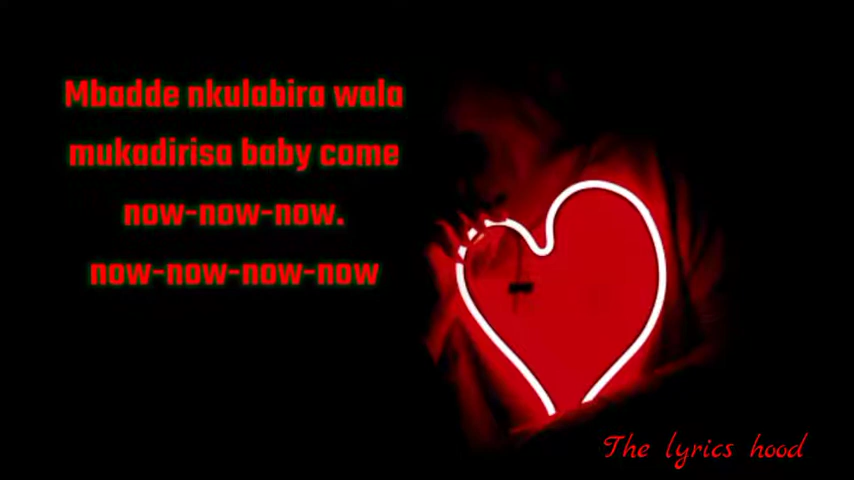 Mbadde nkulabira wala
mukadirisa baby come
now-now-now.
now-now-now-now
The lyrics hood